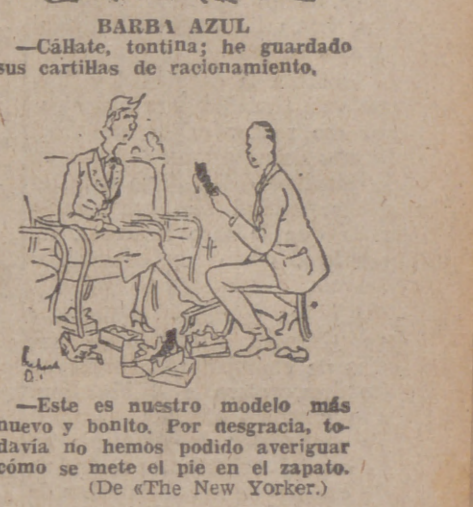 BARBA AZUL
—Cállate, tontina; he guardado
sus cartillas de racionamiento.
—Este es nuestro modelo más
nuevo y bonito. Por desgracia, to-
davía no hemos podido averiguar
cómo se mete el pie en el zapato.
(De «The New Yorker.)